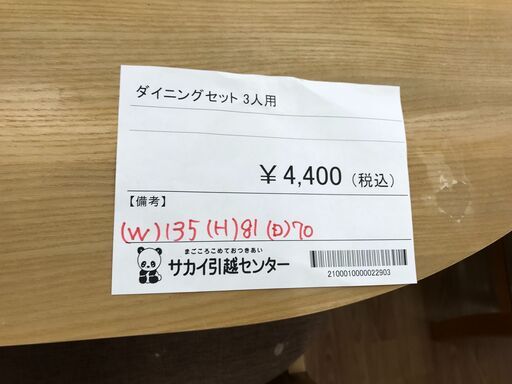 ダイニングセット 3人用
￥4,400（税込）
【備考】
(W)135(H)81(D)70
まごころこめておつきあい
サカイ引越センター
2100010000022903